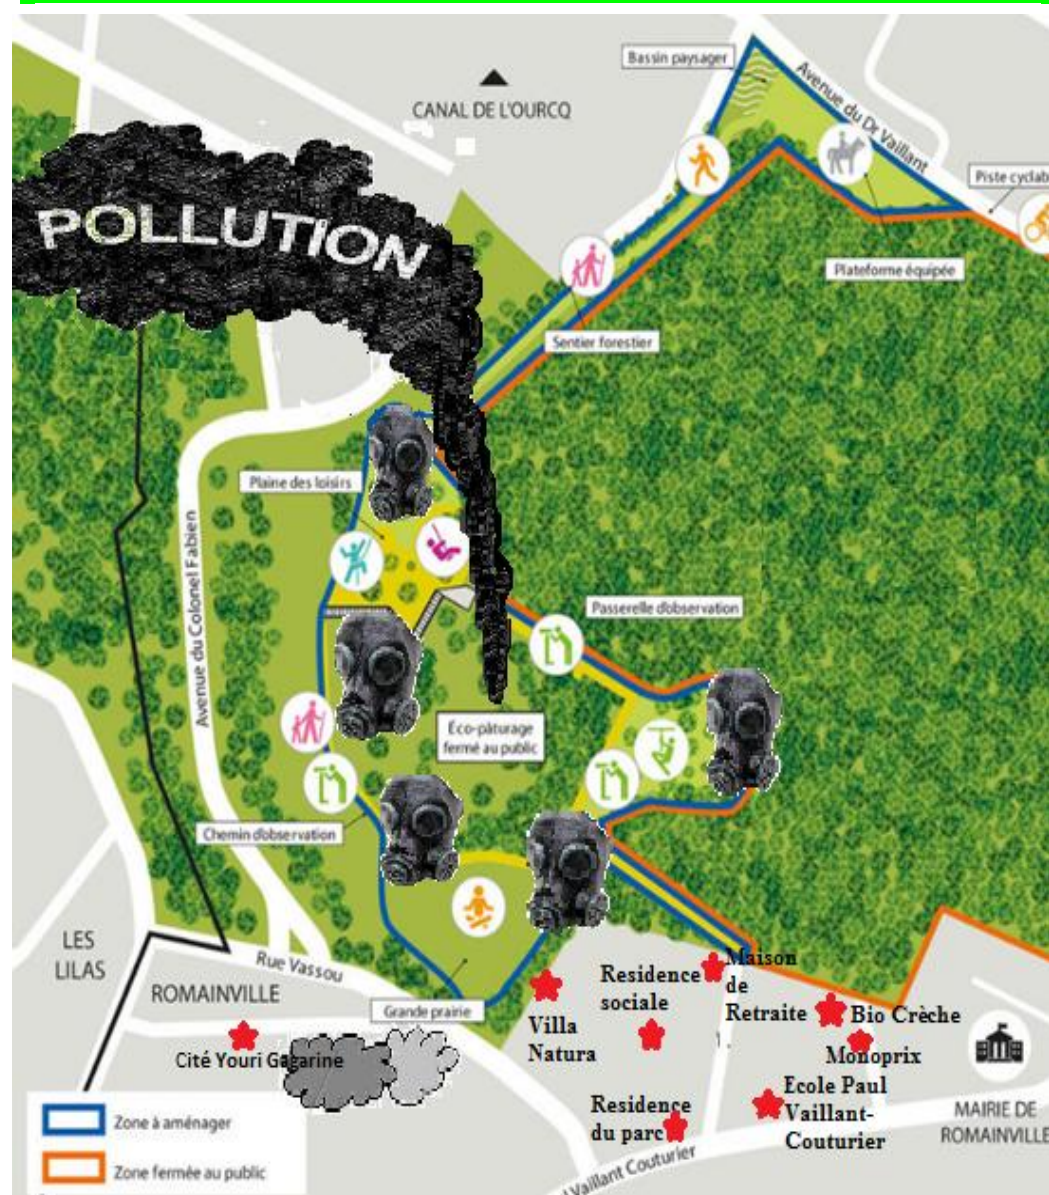 Bassin paysager
CANAL DE L'OURCQ
Avenue du Dr Vaillant
Piste cyclab
POLLUTION
Plateforme équipée
Sentier forestier
Plaine des loisirs
Avenue du Colonel Fabien
Passerelle d'observation
Éco-pâturage
fermé au public
Chemin d'observation
LES
LILAS
Rue Vassou
ROMAINVILLE
Grande prairie
Cité Youri Gagarine
Villa
Natura
Residence
sociale
Maison
de
Retraite
Bio Crèche
Monoprix
Residence
du parc
Ecole Paul
Vaillant-
Couturier
MAIRIE DE
ROMAINVILLE
Vaillant Couturier
Zone à aménager
Zone fermée au public